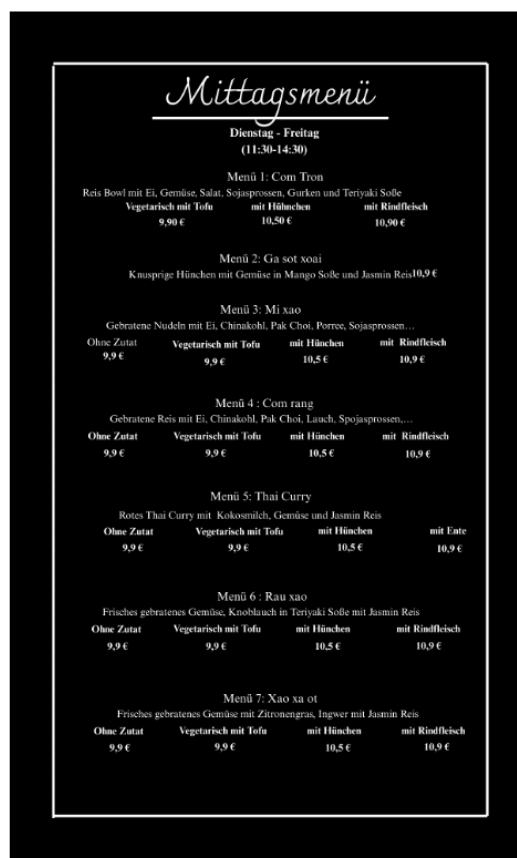 Mittagsmenü
Dienstag - Freitag
(11:30-14:30)
Menü 1: Com Tron
Reis Bowl mit Ei, Gemüse, Salat, Sojasprossen, Gurken und Teriyaki Soße
Vegetarisch mit Tofu mit Hühnchen mit Rindfleisch
9,90 € 10,50 € 10,90 €
Menü 2: Ga sot xoai
Knusprige Hünchen mit Gemüse in Mango Soße und Jasmin Reis10,9 €
Menü 3: Mi xao
Gebratene Nudeln mit Ei, Chinakohl, Pak Choi, Porree, Sojasprossen…
Ohne Zutat Vegetarisch mit Tofu mit Hünchen mit Rindfleisch
9,9 € 9,9 € 10,5 € 10,9 €
Menü 4 : Com rang
Gebratene Reis mit Ei, Chinakohl, Pak Choi, Lauch, Spojasprossen,…
Ohne Zutat Vegetarisch mit Tofu mit Hünchen mit Rindfleisch
9,9 € 9,9 € 10,5 € 10,9 €
Menü 5: Thai Curry
Rotes Thai Curry mit Kokosmilch, Gemüse und Jasmin Reis
Ohne Zutat Vegetarisch mit Tofu mit Hünchen mit Ente
9,9 € 9,9 € 10,5 € 10,9 €
Menü 6 : Rau xao
Frisches gebratenes Gemüse, Knoblauch in Teriyaki Soße mit Jasmin Reis
Ohne Zutat Vegetarisch mit Tofu mit Hünchen mit Rindfleisch
9,9 € 9,9 € 10,5 € 10,9 €
Menü 7: Xao xa ot
Frisches gebratenes Gemüse mit Zitronengras, Ingwer mit Jasmin Reis
Ohne Zutat Vegetarisch mit Tofu mit Hünchen mit Rindfleisch
9,9 € 9,9 € 10,5 € 10,9 €